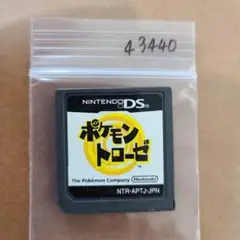 43440
NINTENDO DS
ポケモン
トローゼ
The Pokémon Company Nintendo
NTR-APTJ-JPN